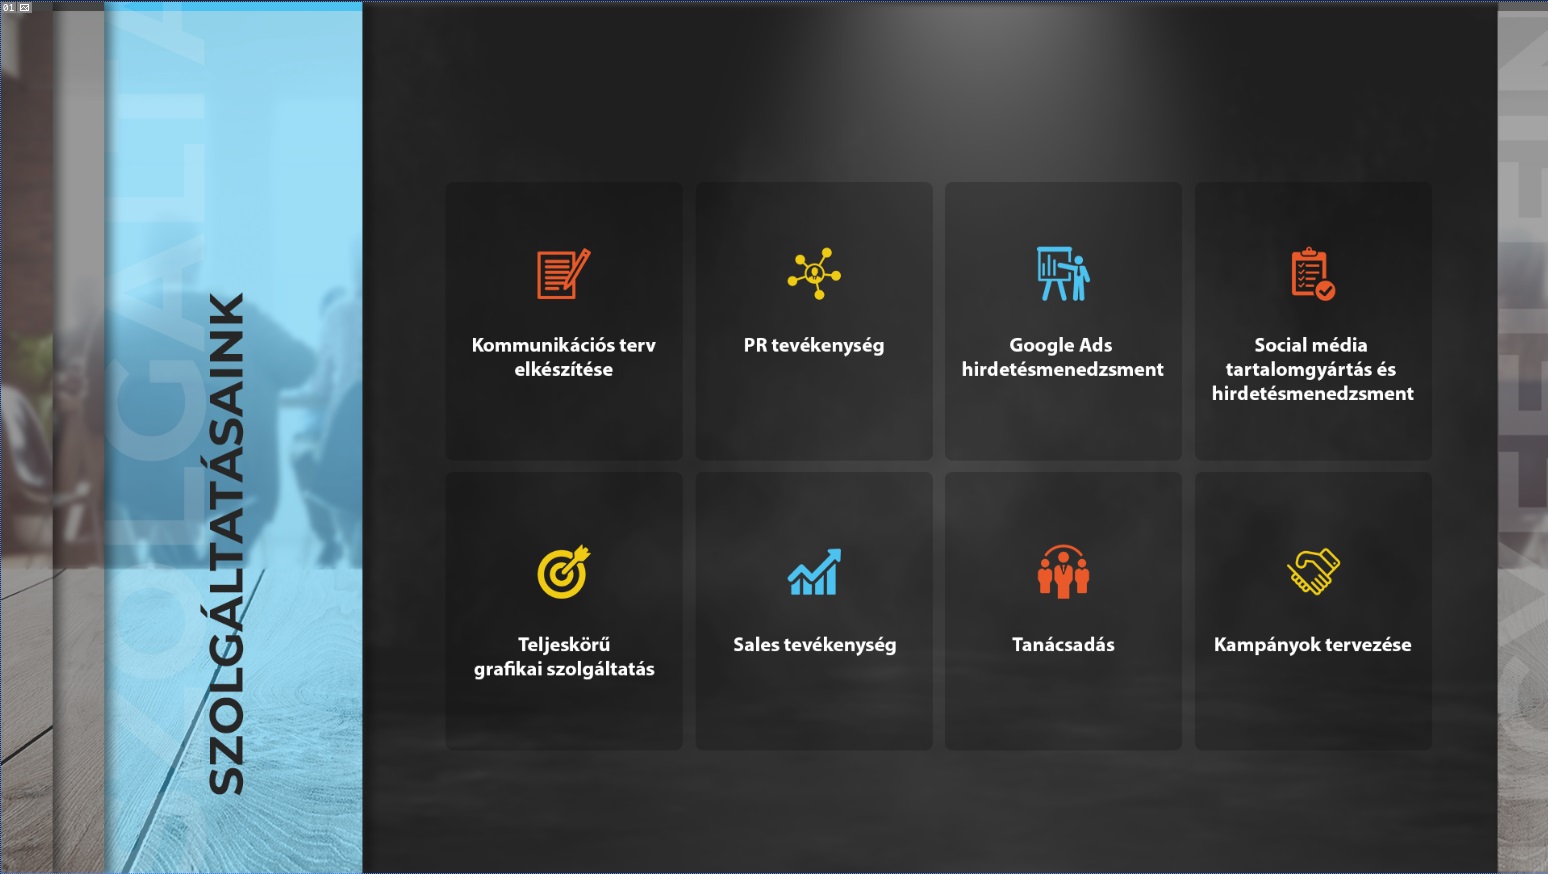 01
SZOLGÁLTATÁSAINK
Kommunikációs terv
elkészítése
PR tevékenység
Google Ads
hirdetésmenedzsment
Social média
tartalomgyártás és
hirdetésmenedzsment
Teljeskörű
grafikai szolgáltatás
Sales tevékenység
Tanácsadás
Kampányok tervezése